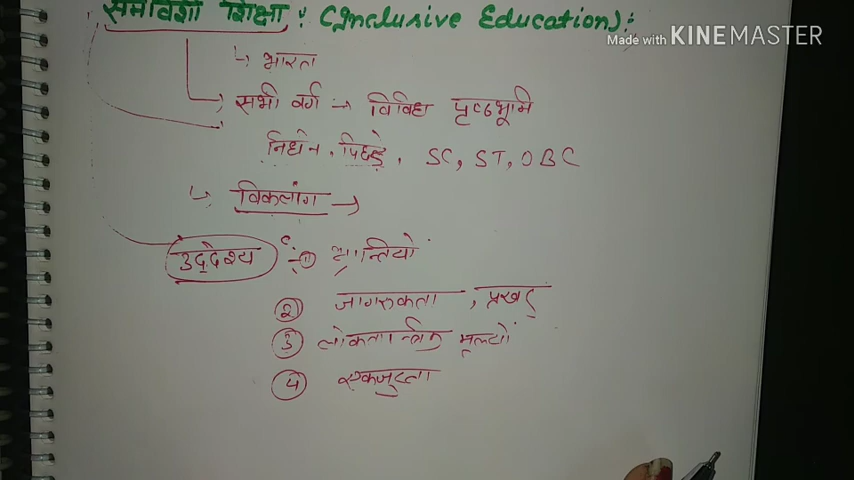 समावेशी शिक्षा : (Inclusive Education) :
Made with KINEMASTER
भारत
सभी वर्ग → विविध पृष्ठभूमि
निर्धन, पिछड़े, SC, ST, OBC
विकलांग →
उद्देश्य :- ① भ्रान्तियों
② जागरुकता,
③ लोकतान्त्रिक मूल्यों
④ एकजुटता